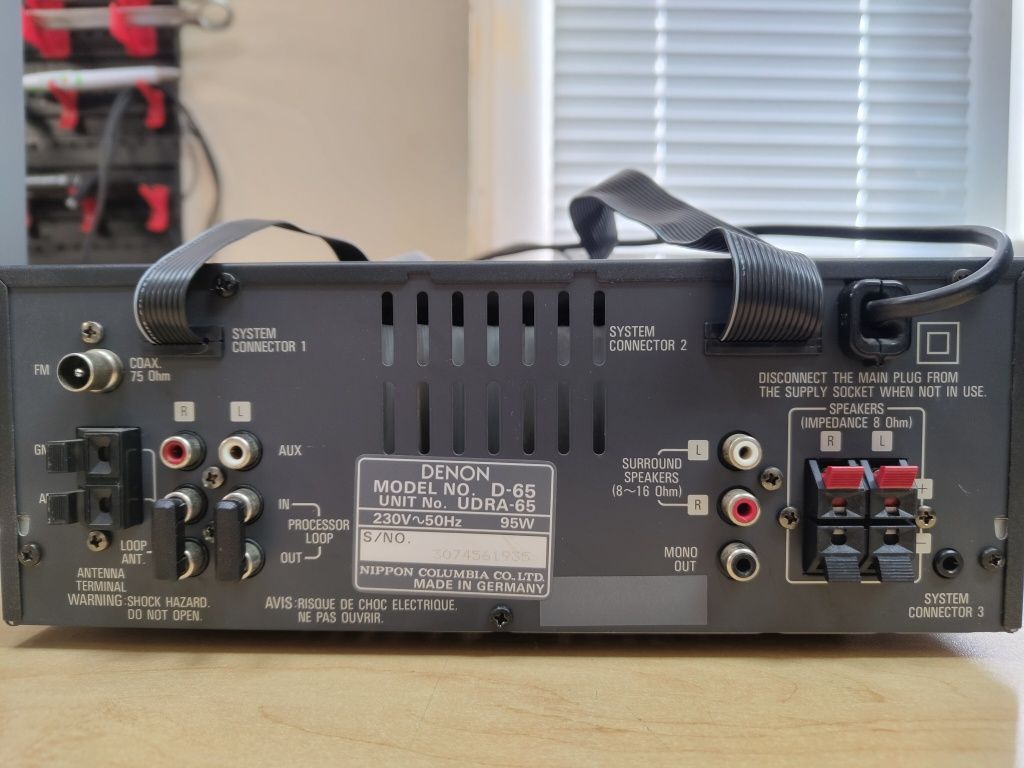 SYSTEM
CONNECTOR 1
SYSTEM
CONNECTOR 2
FM
COAX.
75 Ohm
DISCONNECT THE MAIN PLUG FROM
THE SUPPLY SOCKET WHEN NOT IN USE.
SPEAKERS
(IMPEDANCE 8 Ohm)
R L
R L
AUX
IN
PROCESSOR
LOOP
OUT
LOOP
ANT.
ANTENNA
TERMINAL
WARNING:SHOCK HAZARD.
DO NOT OPEN.
AVIS:RISQUE DE CHOC ELECTRIQUE.
NE PAS OUVRIR.
DENON
MODEL NO. D-65
UNIT No. UDRA-65
230V~50Hz 95W
S/NO.
3074561935
NIPPON COLUMBIA CO., LTD.
MADE IN GERMANY
L
SURROUND
SPEAKERS
(8~16 Ohm)
R
MONO
OUT
+
−
SYSTEM
CONNECTOR 3